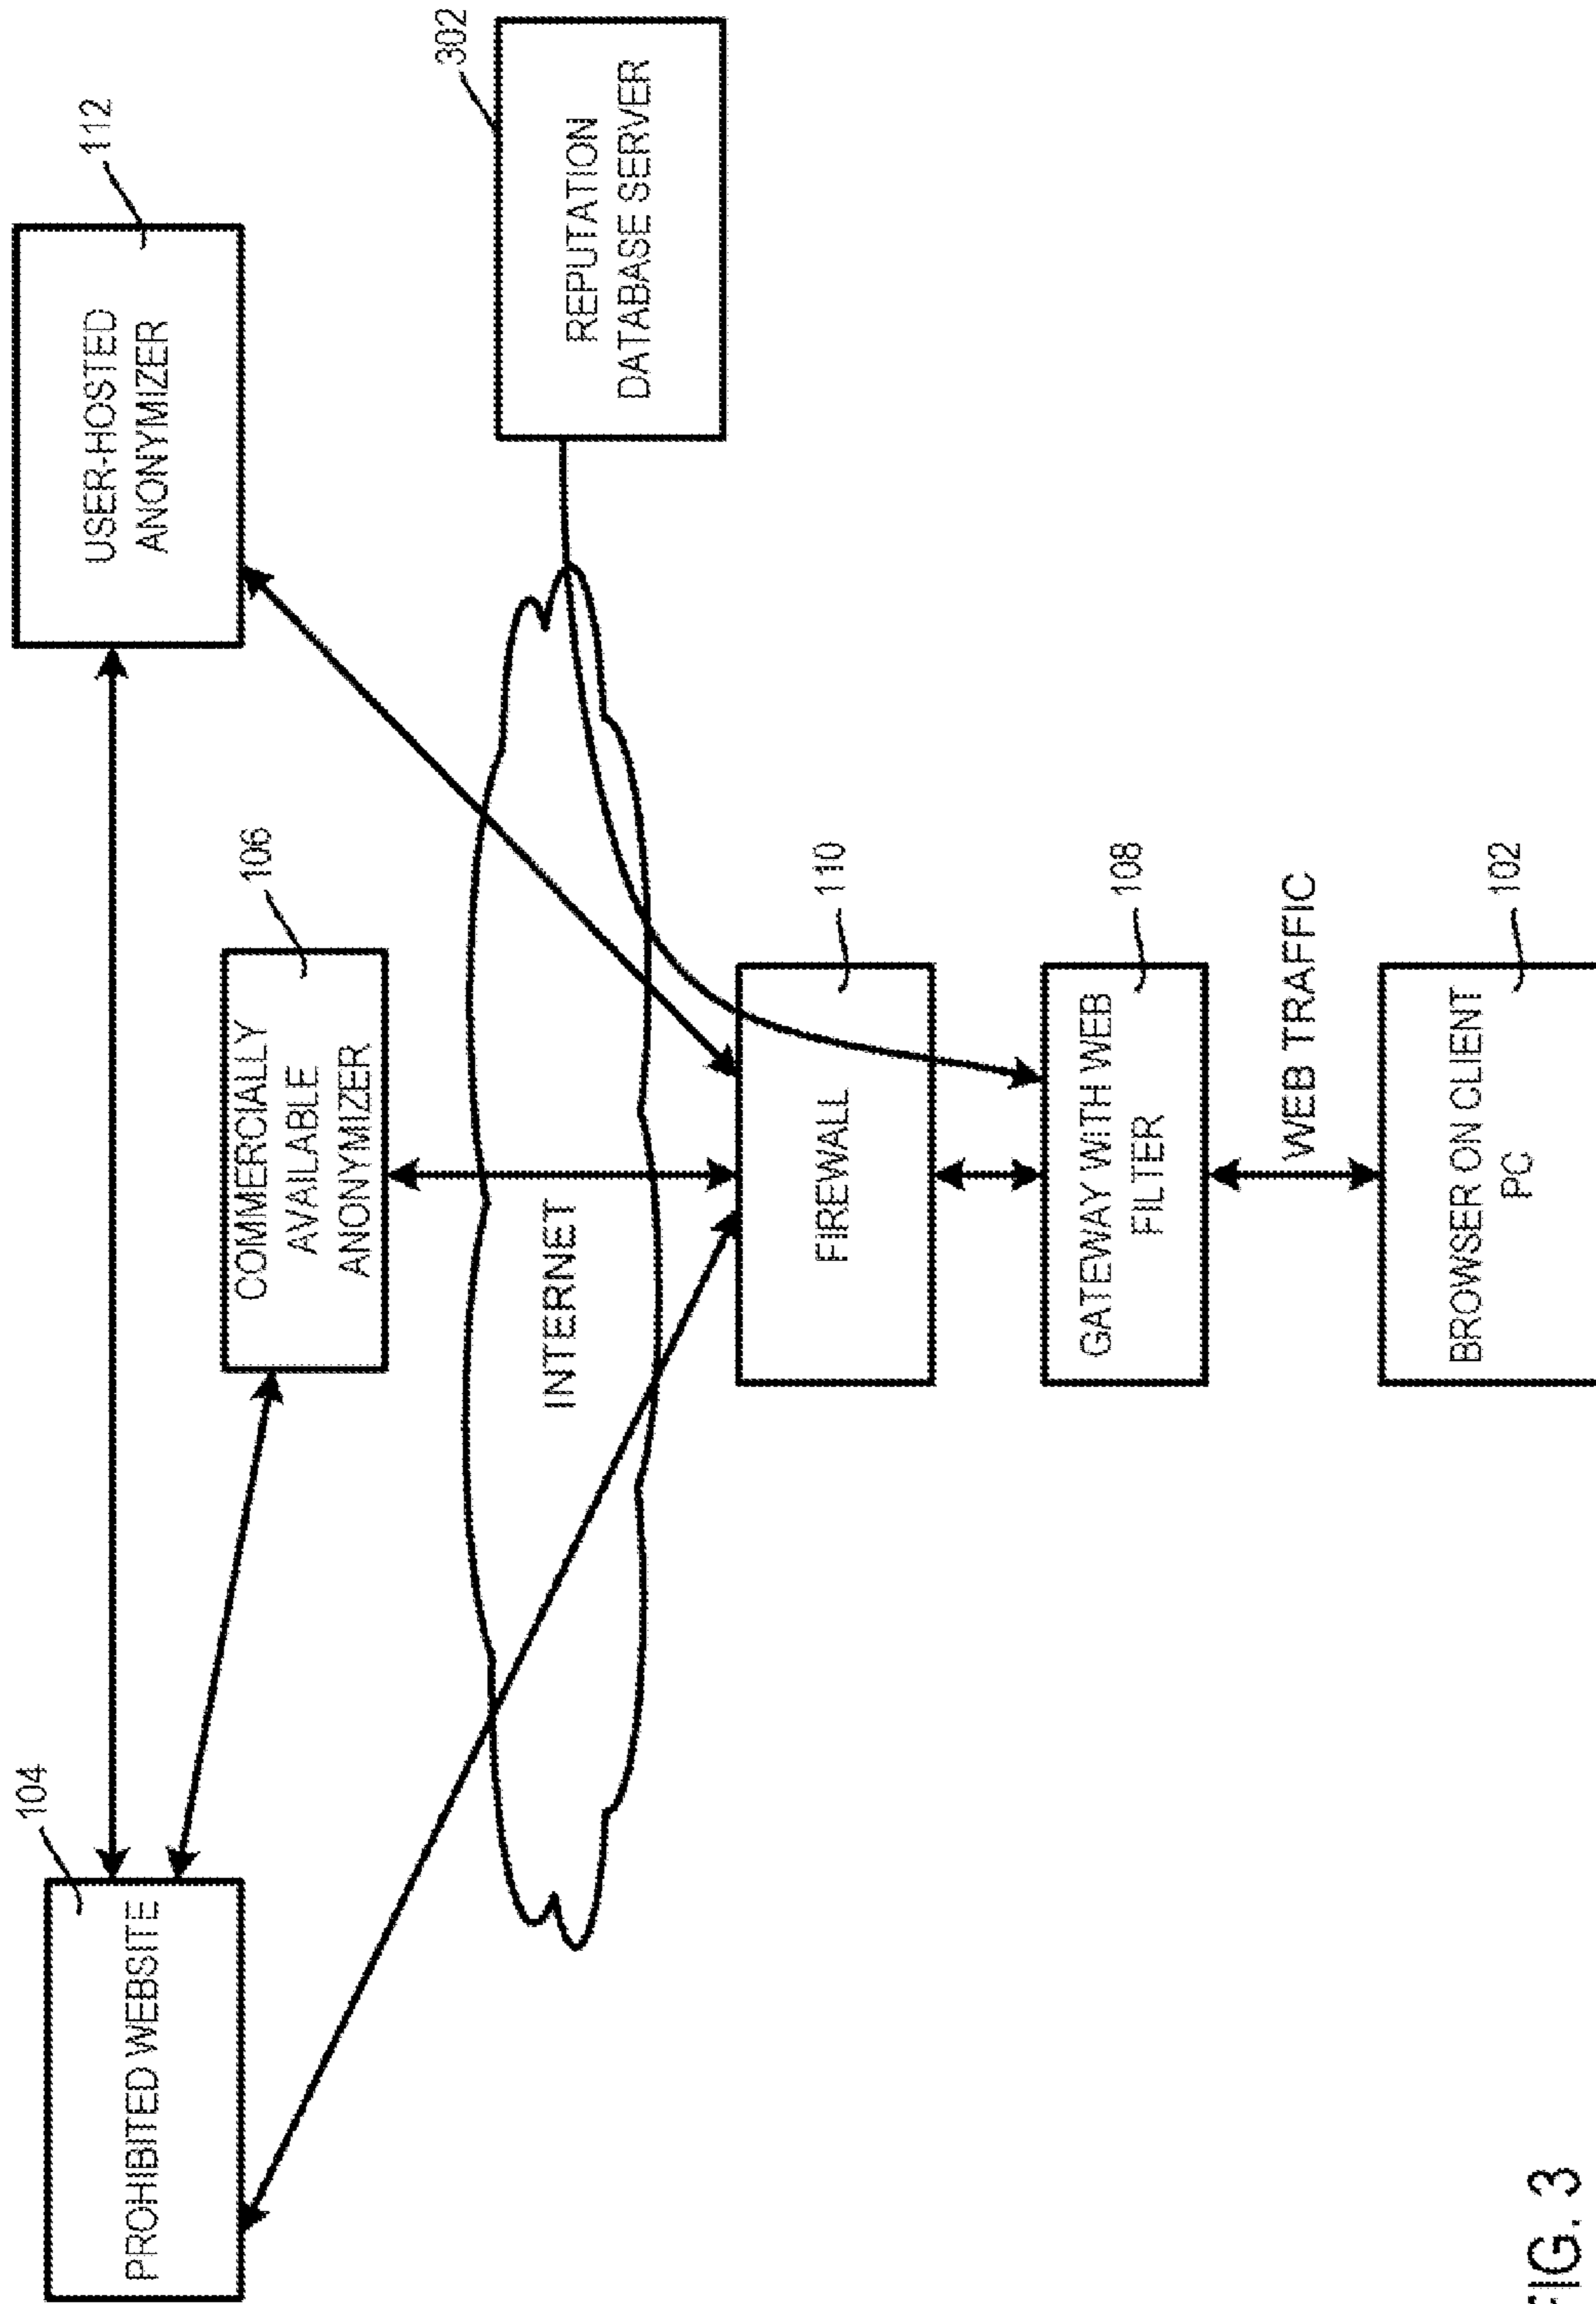 104
PROHIBITED WEBSITE
106
COMMERCIALLY
AVAILABLE
ANONYMIZER
112
USER-HOSTED
ANONYMIZER
302
REPUTATION
DATABASE SERVER
INTERNET
110
FIREWALL
108
GATEWAY WITH WEB
FILTER
WEB TRAFFIC
102
BROWSER ON CLIENT
PC
FIG. 3